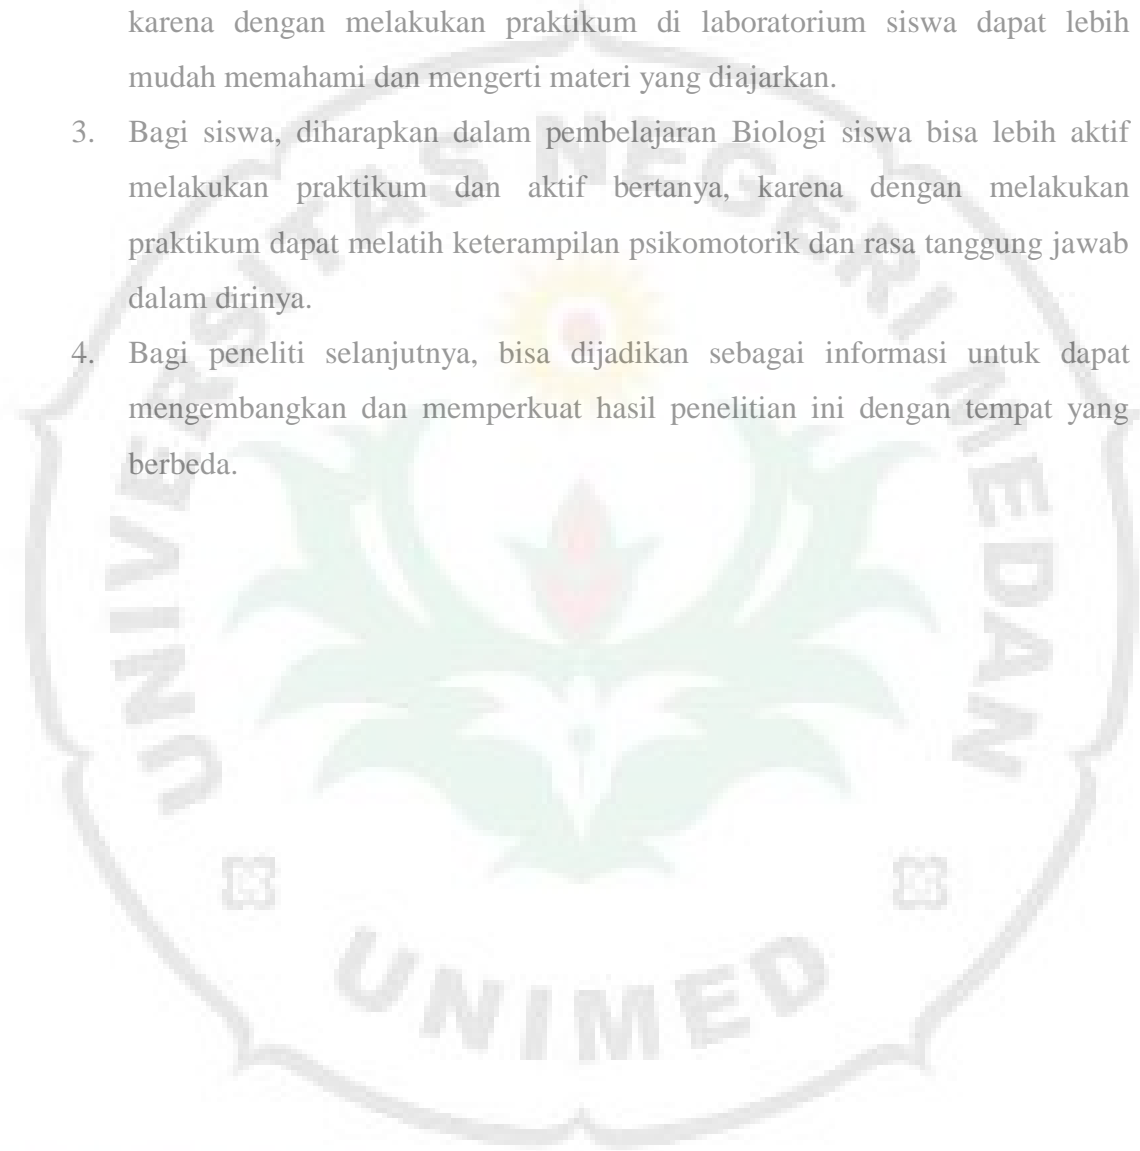 karena dengan melakukan praktikum di laboratorium siswa dapat lebih
mudah memahami dan mengerti materi yang diajarkan.
3. Bagi siswa, diharapkan dalam pembelajaran Biologi siswa bisa lebih aktif
melakukan praktikum dan aktif bertanya, karena dengan melakukan
praktikum dapat melatih keterampilan psikomotorik dan rasa tanggung jawab
dalam dirinya.
4. Bagi peneliti selanjutnya, bisa dijadikan sebagai informasi untuk dapat
mengembangkan dan memperkuat hasil penelitian ini dengan tempat yang
berbeda.
UNIVERSITAS NEGERI MEDAN
UNIMED